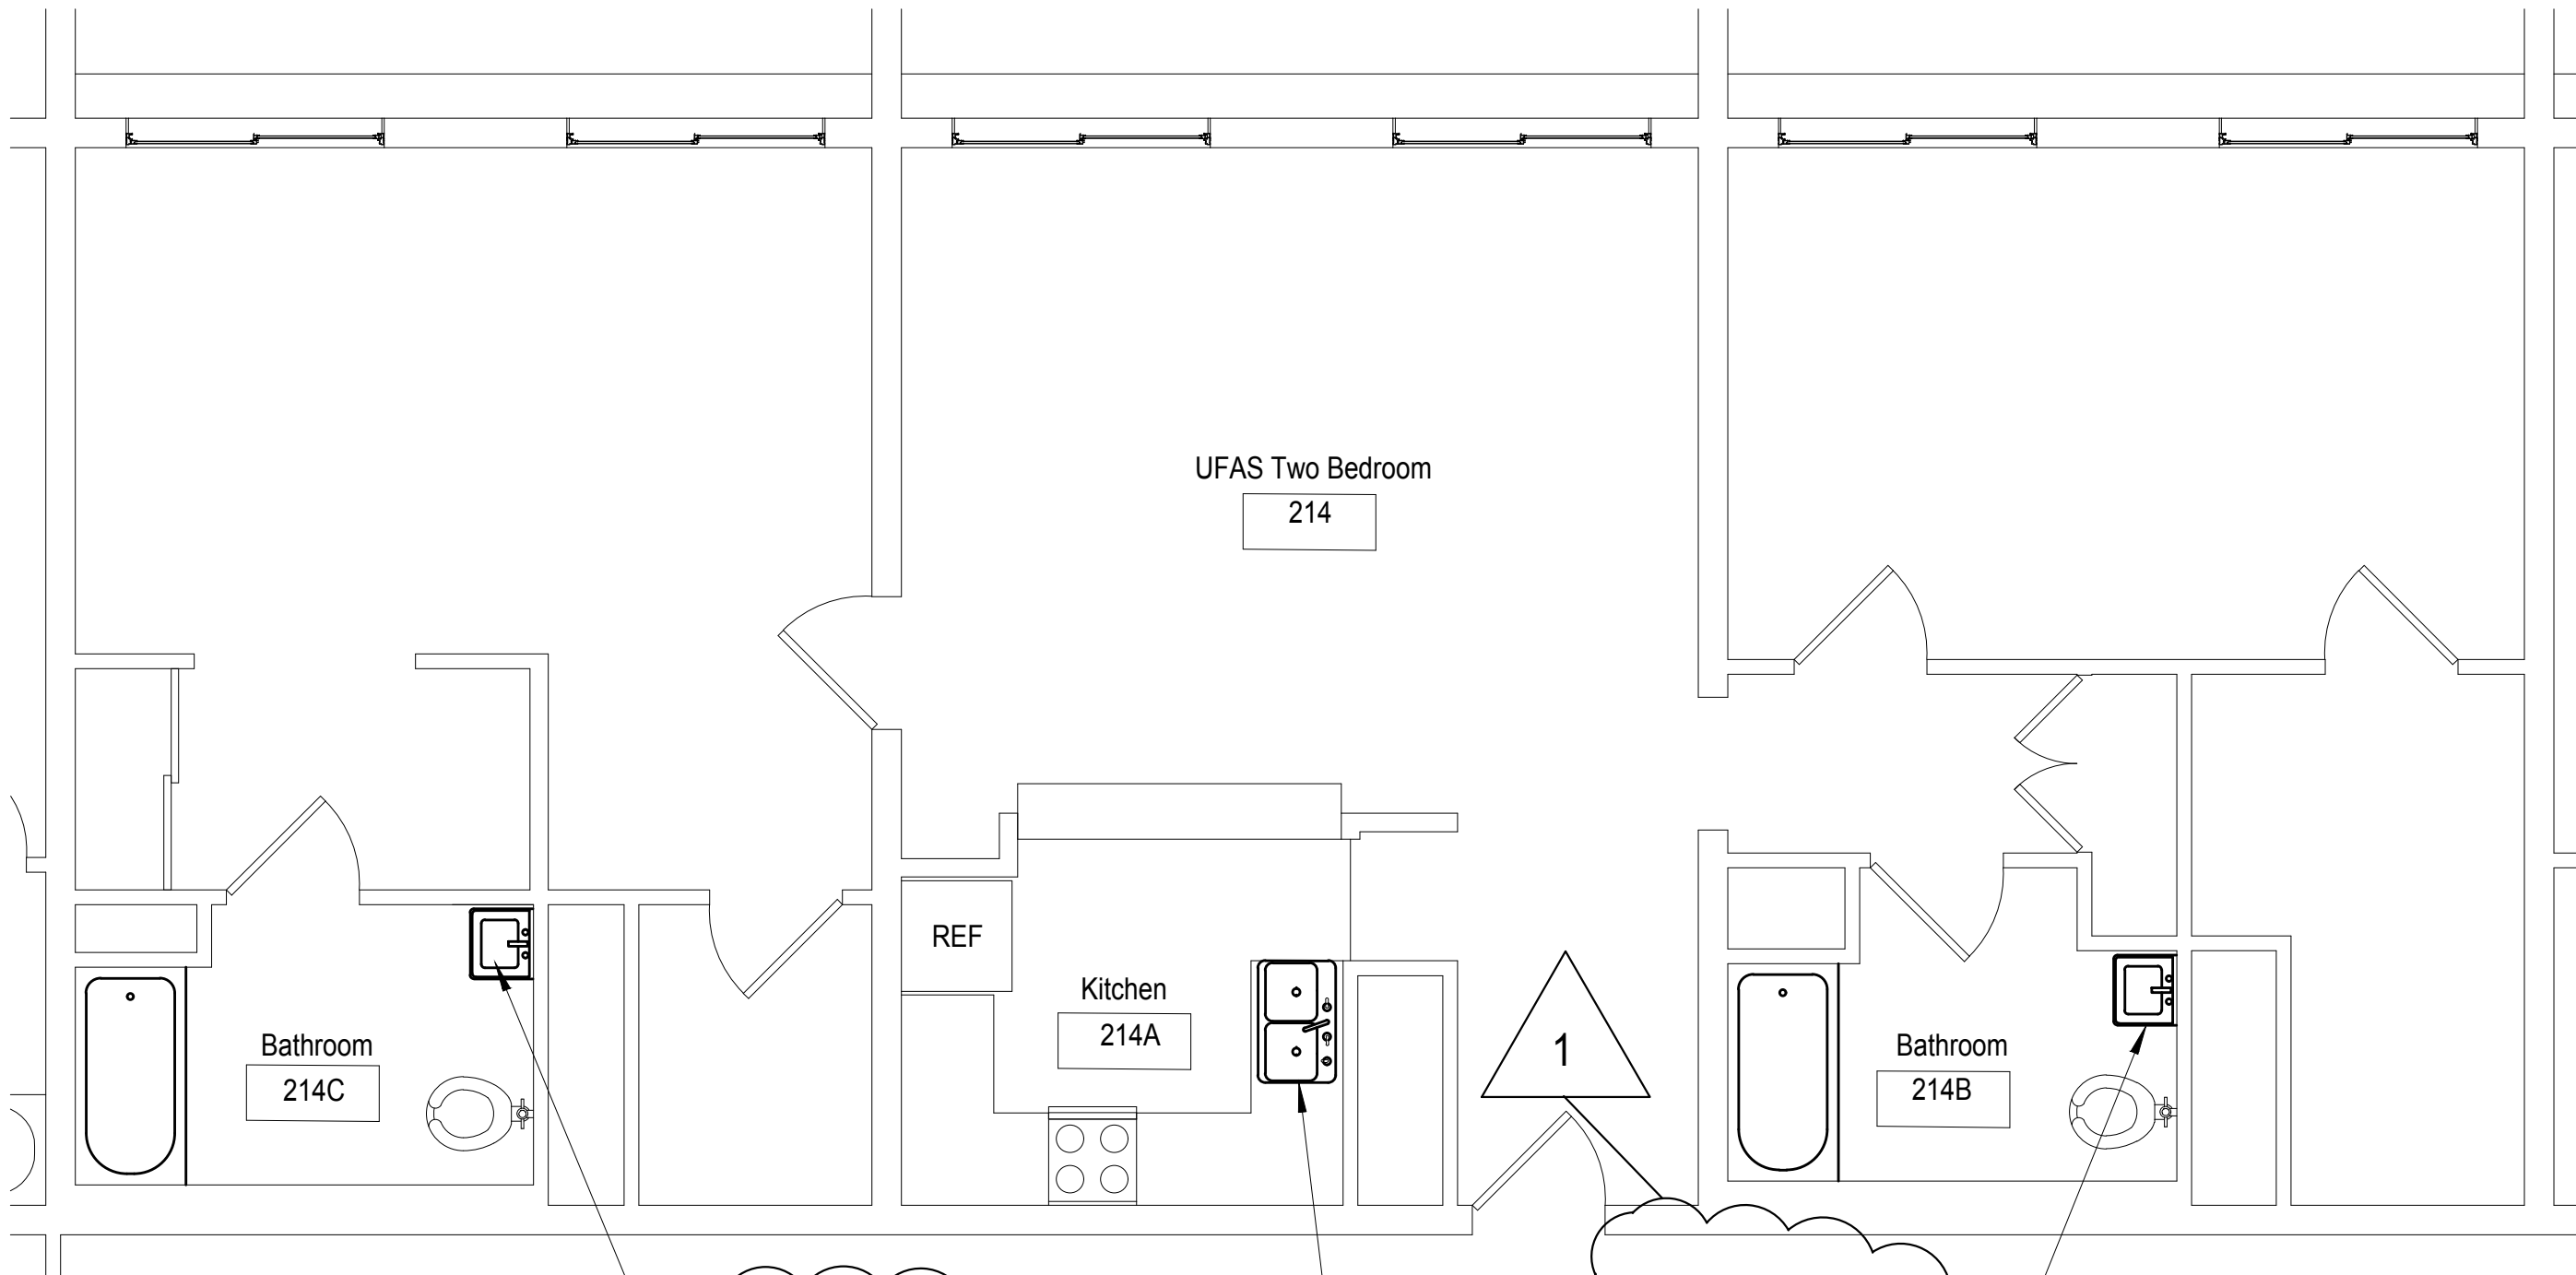 UFAS Two Bedroom
214
REF
Kitchen
214A
1
Bathroom
214C
Bathroom
214B